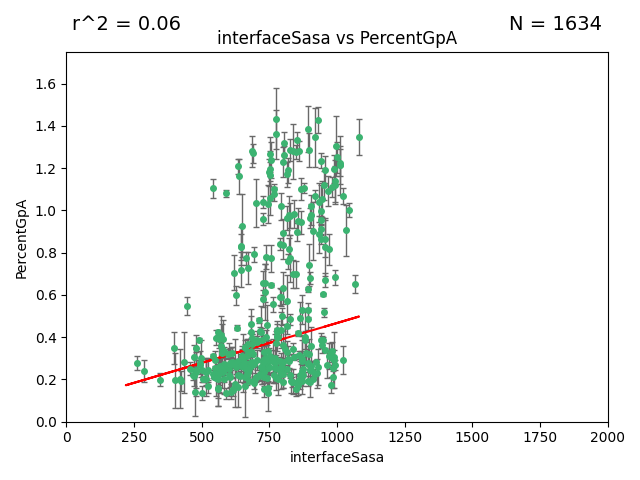 r^2 = 0.06
N = 1634
interfaceSasa vs PercentGpA
PercentGpA
1.6
1.4
1.2
1.0
0.8
0.6
0.4
0.2
0.0
0 250 500 750 1000 1250 1500 1750 2000
interfaceSasa